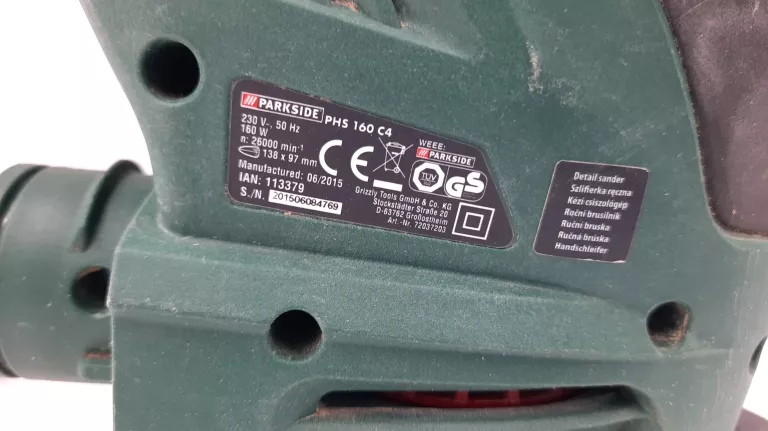 PARKSIDE PHS 160 C4
230 V~, 50 Hz
160 W
n: 26000 min-1
138 x 97 mm
Manufactured: 06/2015
IAN: 113379
S./N. 201506084769
CE
WEEE:
PARKSIDE
TÜV GS
Grizzly Tools GmbH & Co. KG
Stockstädter Straße 20
D-63762 Großostheim
Art.-Nr. 72037203
Detail sander
Szlifierka ręczna
Kézi csiszológép
Ročni brusilnik
Ruční bruska
Ručná brúska
Handschleifer